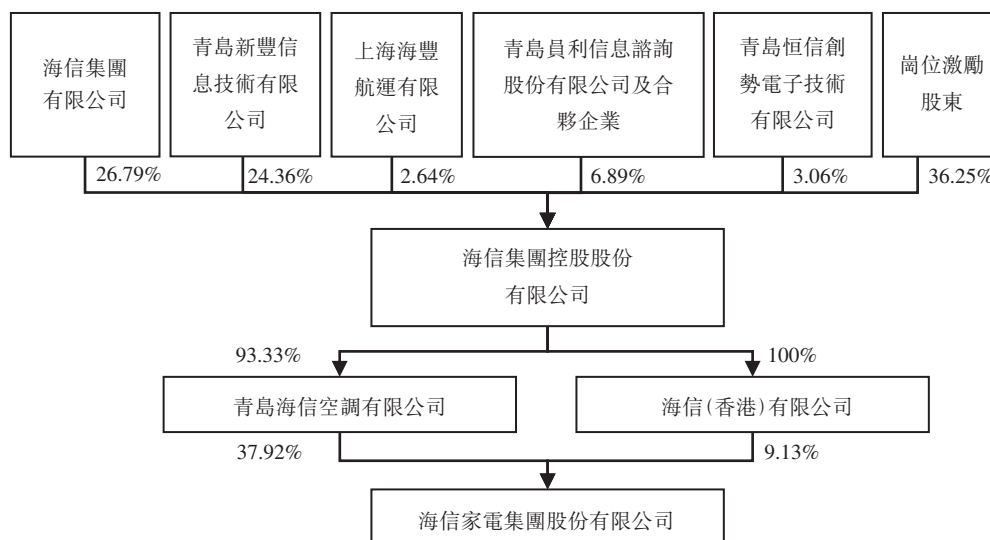 海信集團
有限公司
青島新豐信
息技術有限
公司
上海海豐
航運有限
公司
青島員利信息諮詢
股份有限公司及合
夥企業
青島恒信創
勢電子技術
有限公司
崗位激勵
股東
26.79%
24.36%
2.64%
6.89%
3.06%
36.25%
海信集團控股股份
有限公司
93.33%
100%
青島海信空調有限公司
海信(香港)有限公司
37.92%
9.13%
海信家電集團股份有限公司